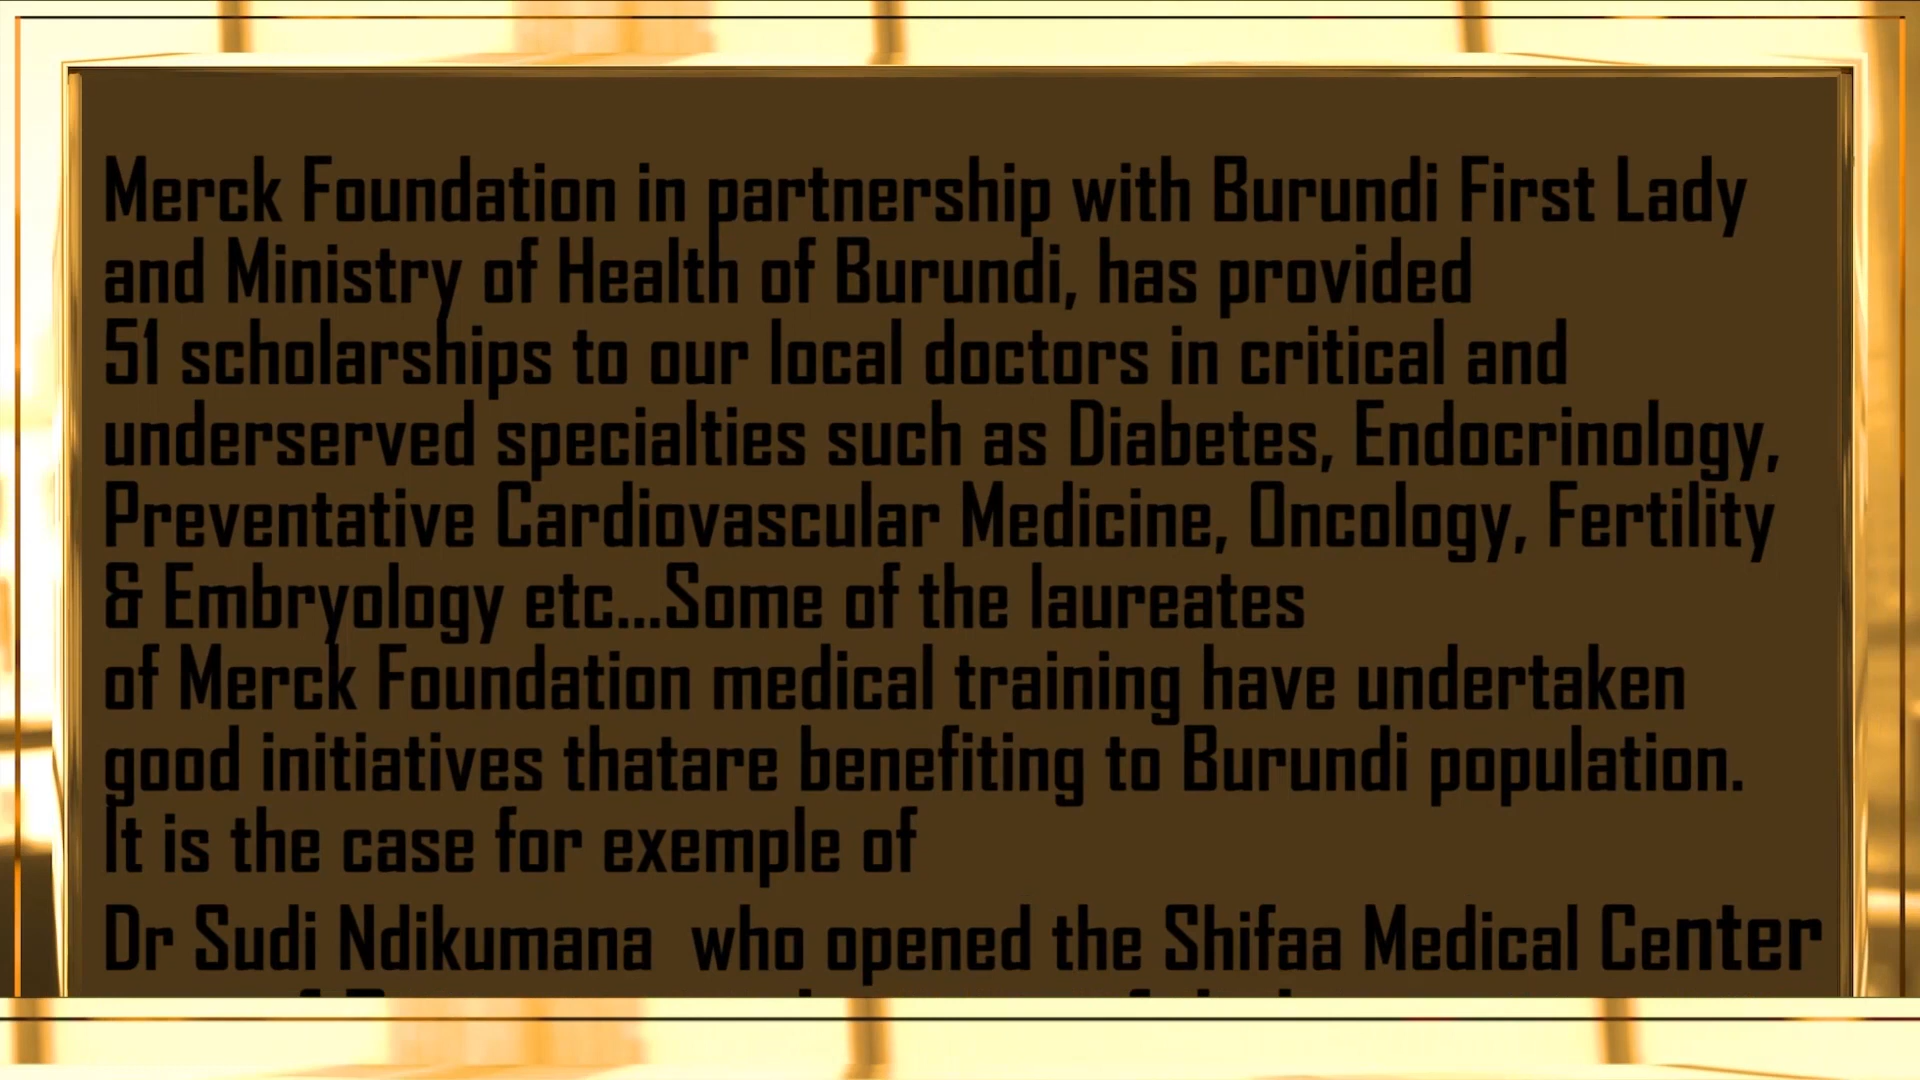 Merck Foundation in partnership with Burundi First Lady
and Ministry of Health of Burundi, has provided
51 scholarships to our local doctors in critical and
underserved specialties such as Diabetes, Endocrinology,
Preventative Cardiovascular Medicine, Oncology, Fertility
& Embryology etc...Some of the laureates
of Merck Foundation medical training have undertaken
good initiatives thatare benefiting to Burundi population.
It is the case for exemple of
Dr Sudi Ndikumana  who opened the Shifaa Medical Center